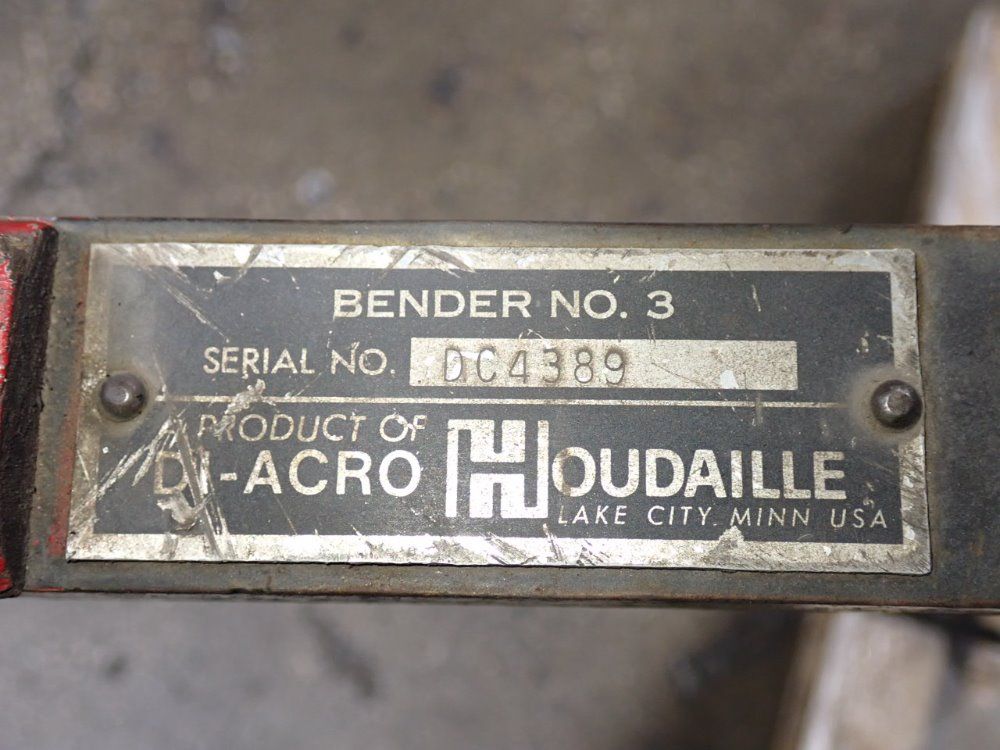 BENDER NO. 3
SERIAL NO. DC4389
PRODUCT OF
DI-ACRO HOUDAILLE
LAKE CITY, MINN USA